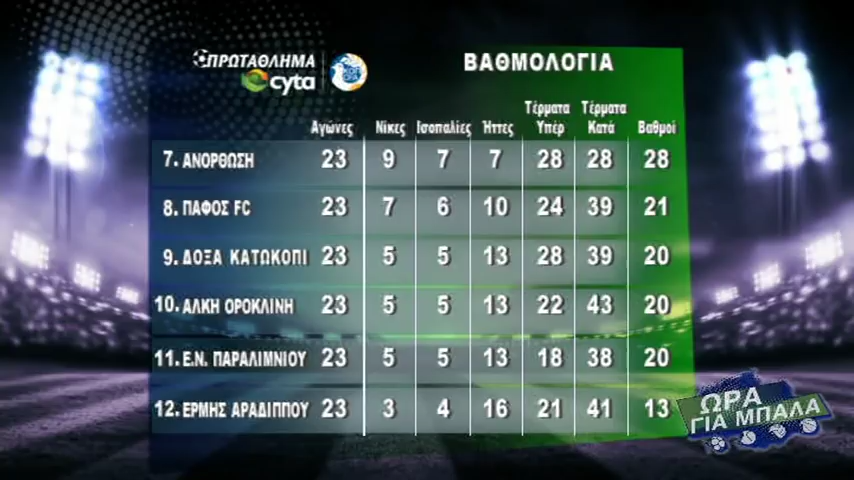 ΠΡΩΤΑΘΛΗΜΑ
cyta
ΒΑΘΜΟΛΟΓΙΑ
Αγώνες Νίκες Ισοπαλίες Ήττες Τέρματα Υπέρ Τέρματα Κατά Βαθμοί
7. ΑΝΟΡΘΩΣΗ 23 9 7 7 28 28 28
8. ΠΑΦΟΣ FC 23 7 6 10 24 39 21
9. ΔΟΞΑ ΚΑΤΩΚΟΠΙ 23 5 5 13 28 39 20
10. ΑΛΚΗ ΟΡΟΚΛΙΝΗ 23 5 5 13 22 43 20
11. Ε.Ν. ΠΑΡΑΛΙΜΝΙΟΥ 23 5 5 13 18 38 20
12. ΕΡΜΗΣ ΑΡΑΔΙΠΠΟΥ 23 3 4 16 21 41 13
ΩΡΑ
ΓΙΑ ΜΠΑΛΑ